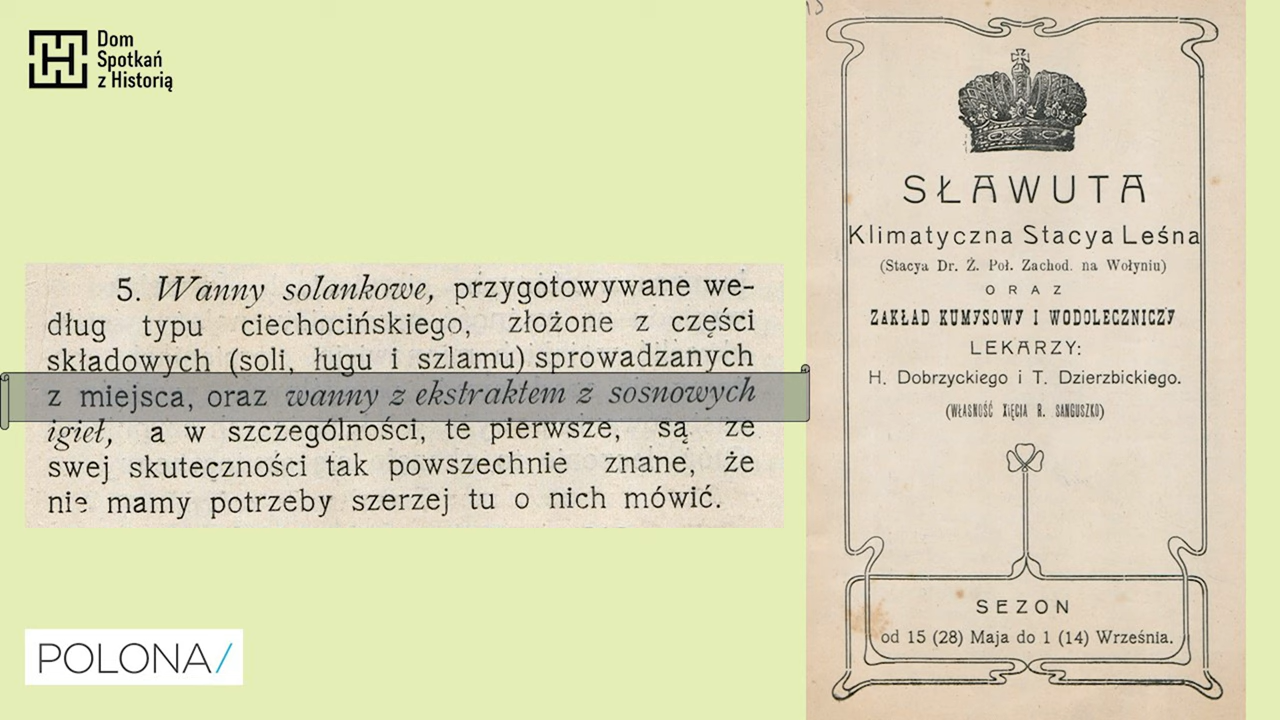 Dom
Spotkań
z Historią
5. Wanny solankowe, przygotowywane we-
dług typu ciechocińskiego, złożone z części
składowych (soli, ługu i szlamu) sprowadzanych
z miejsca, oraz wanny z ekstraktem z sosnowych
igieł, a w szczególności, te pierwsze, są ze
swej skuteczności tak powszechnie znane, że
nie mamy potrzeby szerzej tu o nich mówić.
POLONA/
SŁAWUTA
Klimatyczna Stacya Leśna
(Stacya Dr. Ż. Poł. Zachod. na Wołyniu)
ORAZ
ZAKŁAD KUMYSOWY I WODOLECZNICZY
LEKARZY:
H. Dobrzyckiego i T. Dzierzbickiego.
(WŁASNOŚĆ XIĘCIA R. SANGUSZKO)
SEZON
od 15 (28) Maja do 1 (14) Września.